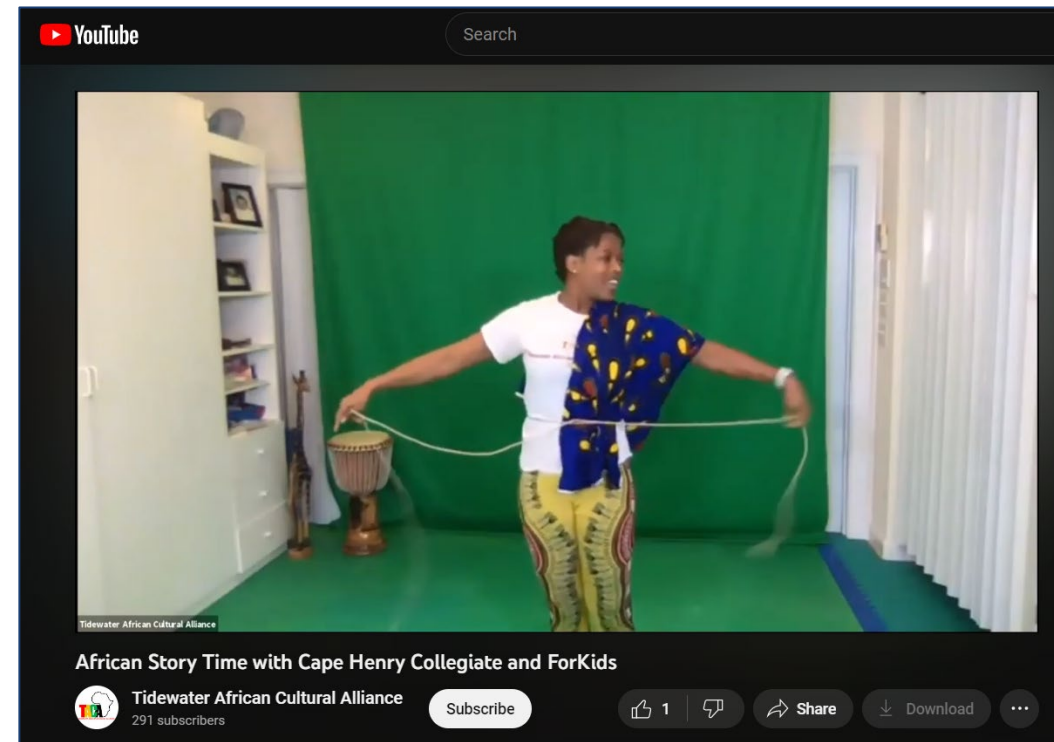 YouTube
Search
Tidewater African Cultural Alliance
African Story Time with Cape Henry Collegiate and ForKids
Tidewater African Cultural Alliance
291 subscribers
Subscribe
1
Share
Download